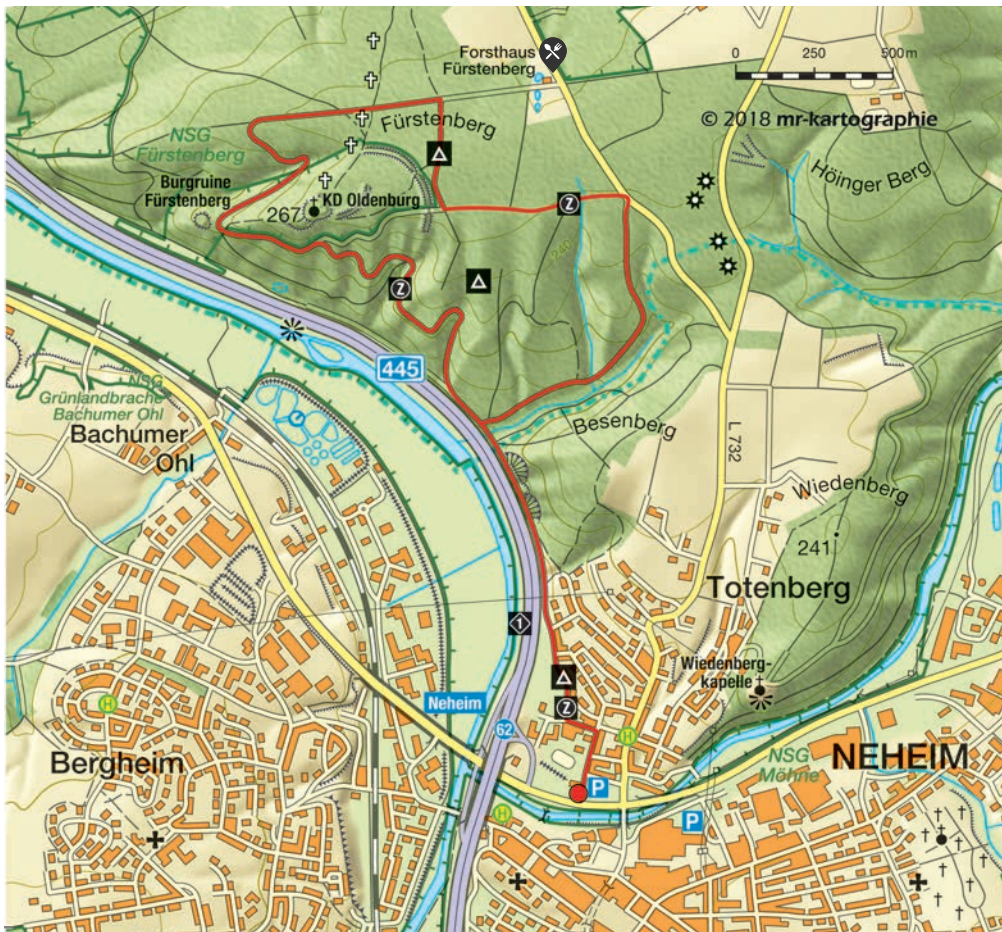 Forsthaus
Fürstenberg
0 250 500 m
© 2018 mr-kartographie
Fürstenberg
NSG
Fürstenberg
Burgruine
Fürstenberg
267
KD Oldenburg
Z
240
Höinger Berg
Z
445
NSG
Grünlandbrache
Bachumer Ohl
Bachumer
Ohl
Besenberg
L 732
Wiedenberg
241
Totenberg
1
Wiedenberg-
kapelle
Neheim
Z
62
H
H
Bergheim
NSG
Möhne
NEHEIM
P
H
P